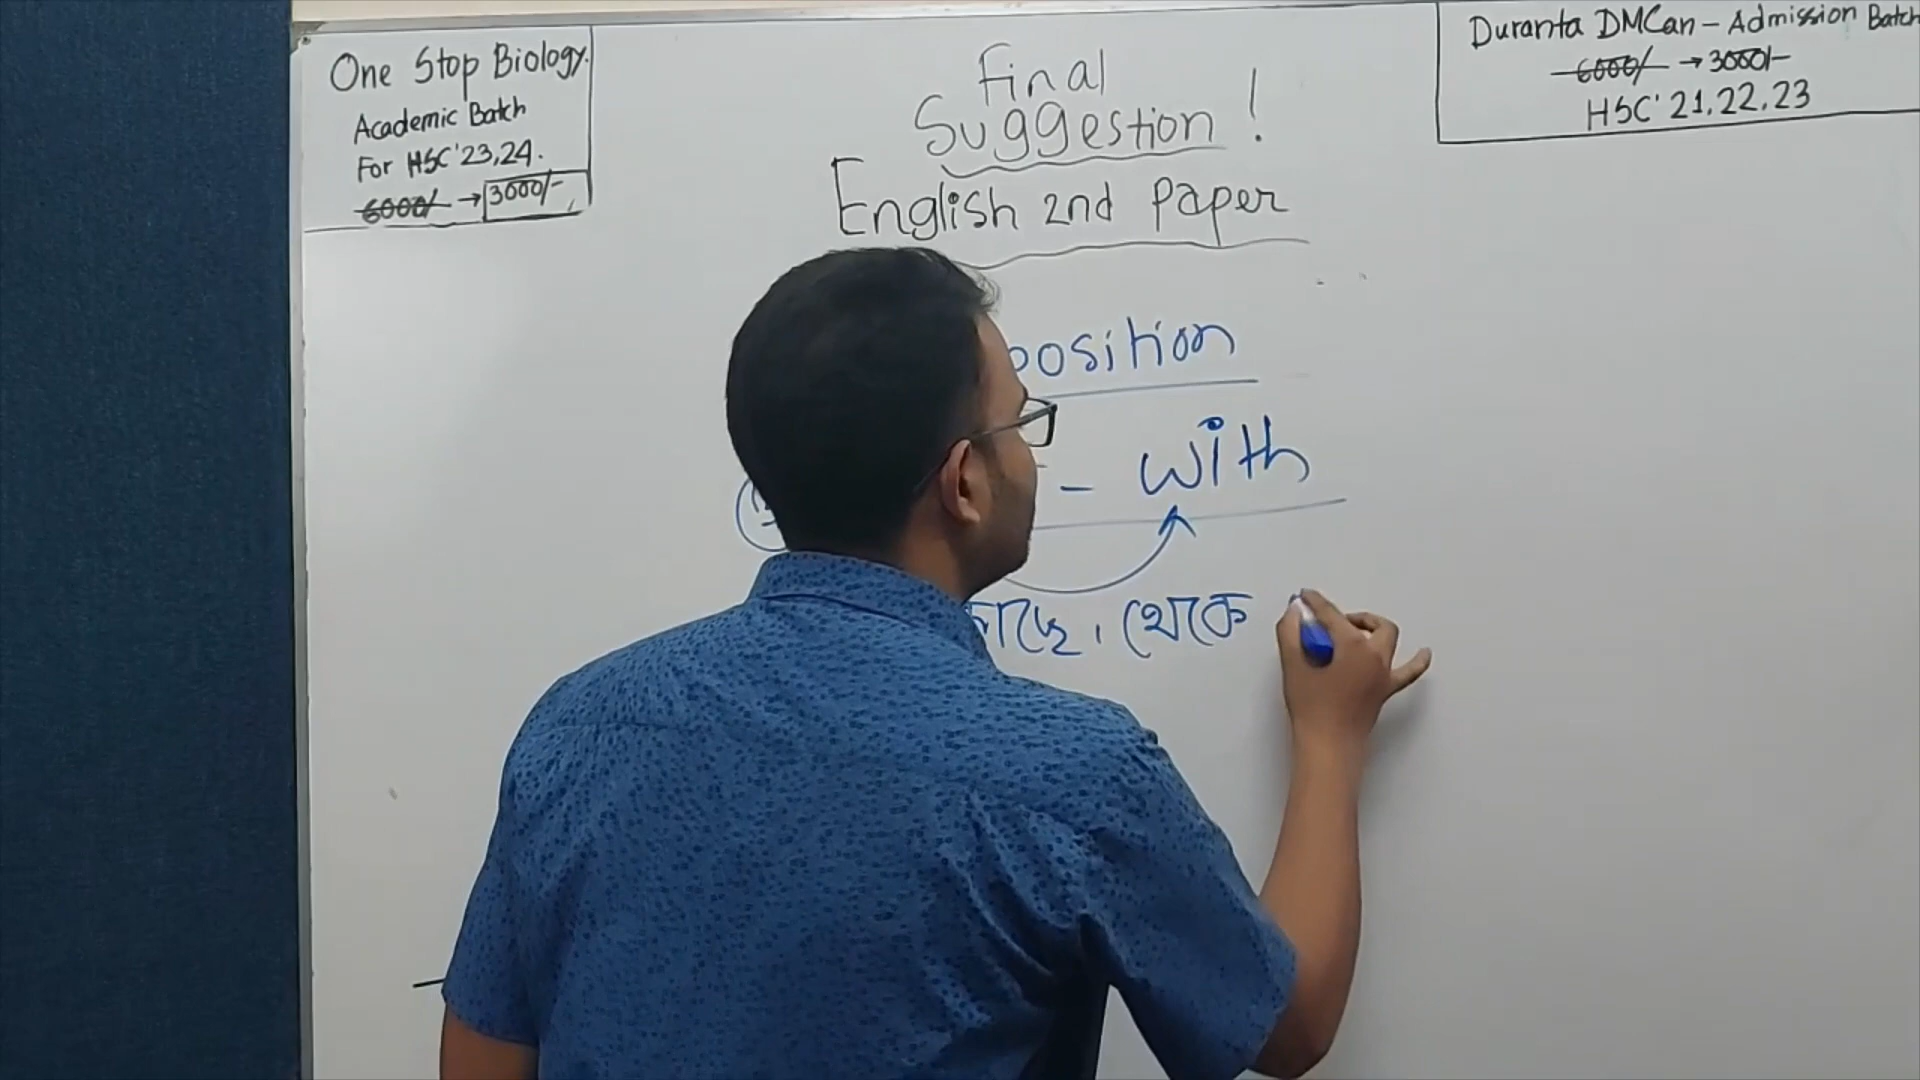 One Stop Biology.
Academic Batch
For HSC'23,24.
6000/- → 3000/-
Final
Suggestion !
English 2nd Paper
Duranta DMCan - Admission Batch
6000/- → 3000/-
HSC' 21,22,23
position
- with
থেকে